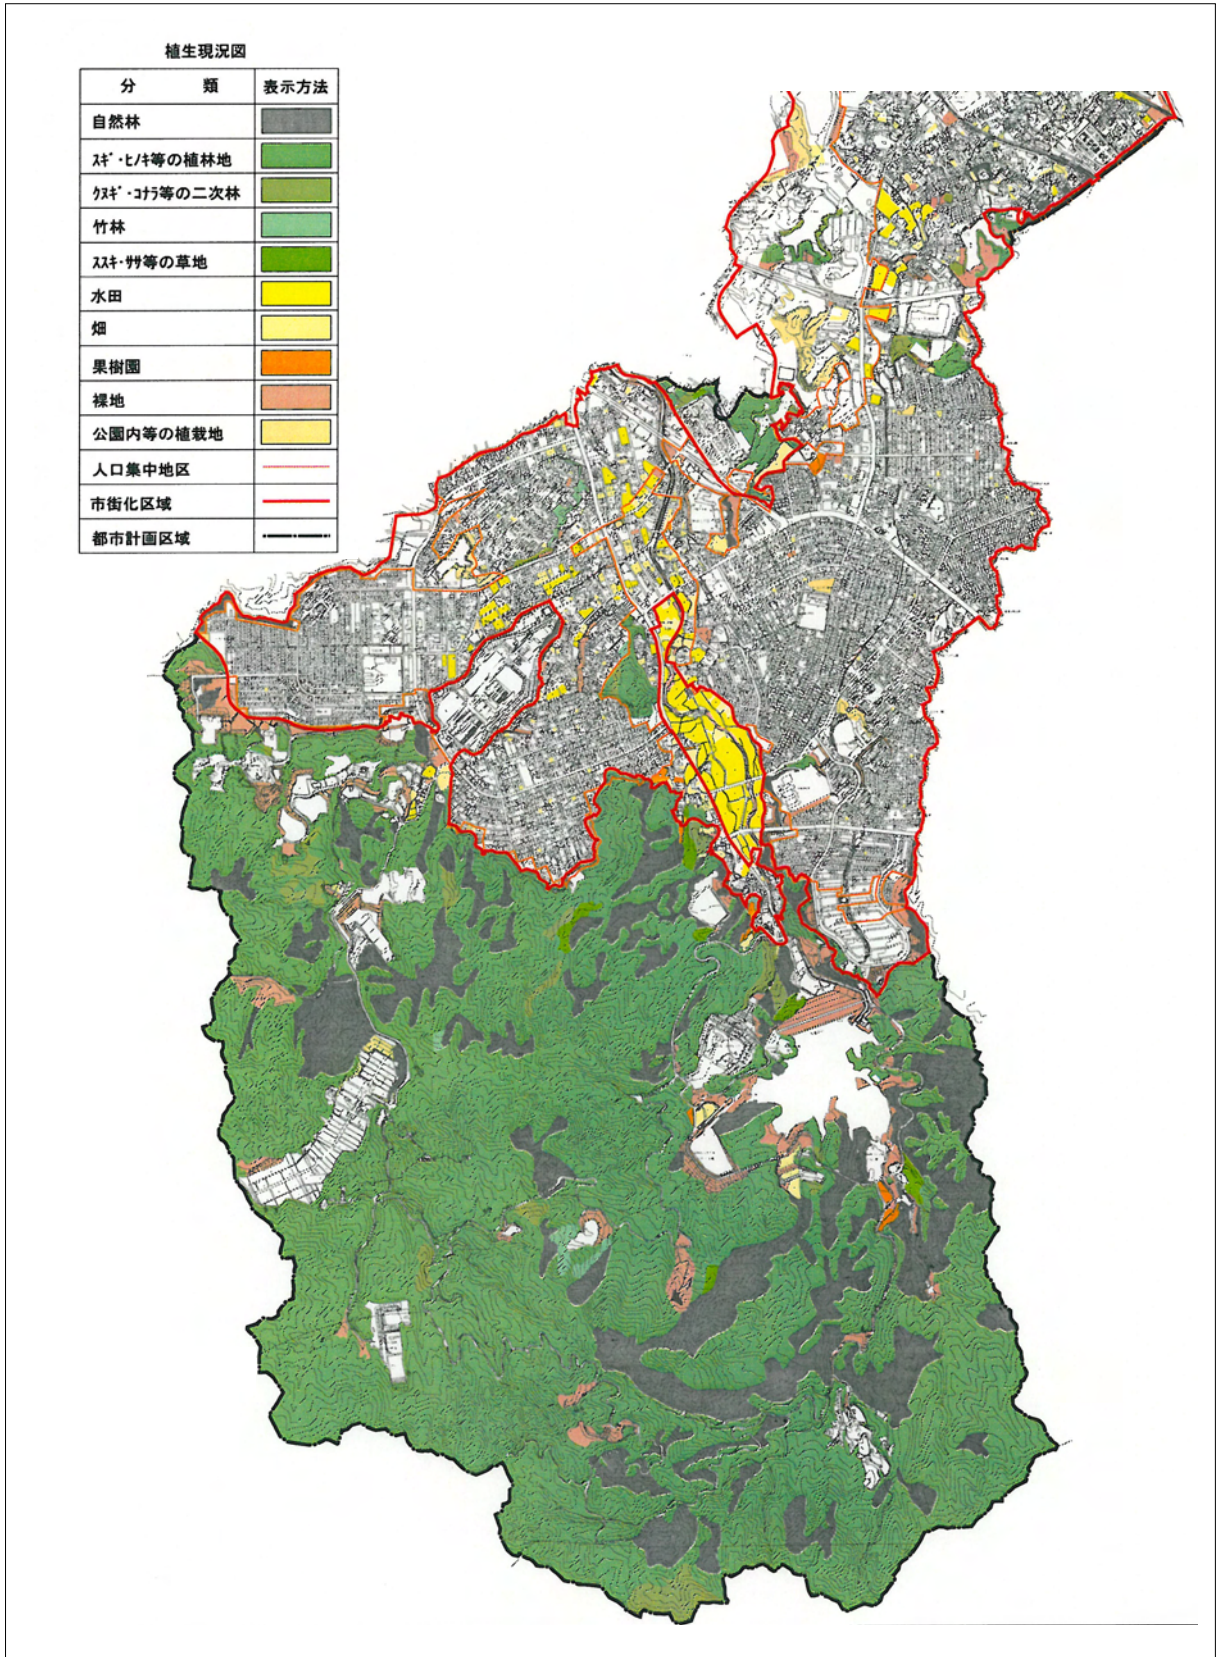 植生現況図
分 類 表示方法
自然林
スギ・ヒノキ等の植林地
クヌギ・コナラ等の二次林
竹林
ススキ・ササ等の草地
水田
畑
果樹園
裸地
公園内等の植栽地
人口集中地区
市街化区域
都市計画区域